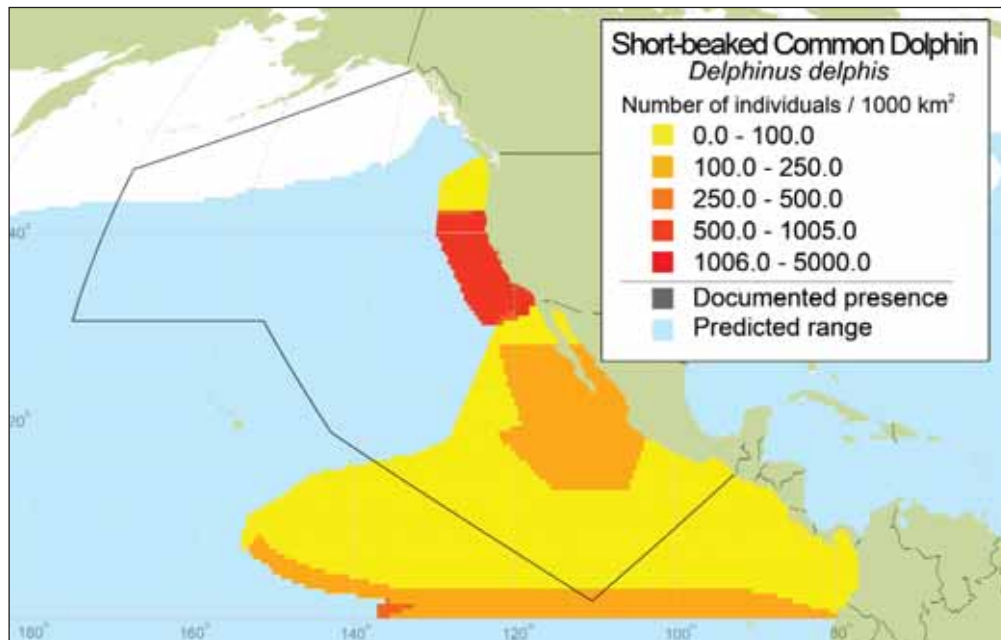 Short-beaked Common Dolphin
Delphinus delphis
Number of individuals / 1000 km²
0.0 - 100.0
100.0 - 250.0
250.0 - 500.0
500.0 - 1005.0
1006.0 - 5000.0
Documented presence
Predicted range
40°
20°
180°
160°
140°
120°
100°
80°